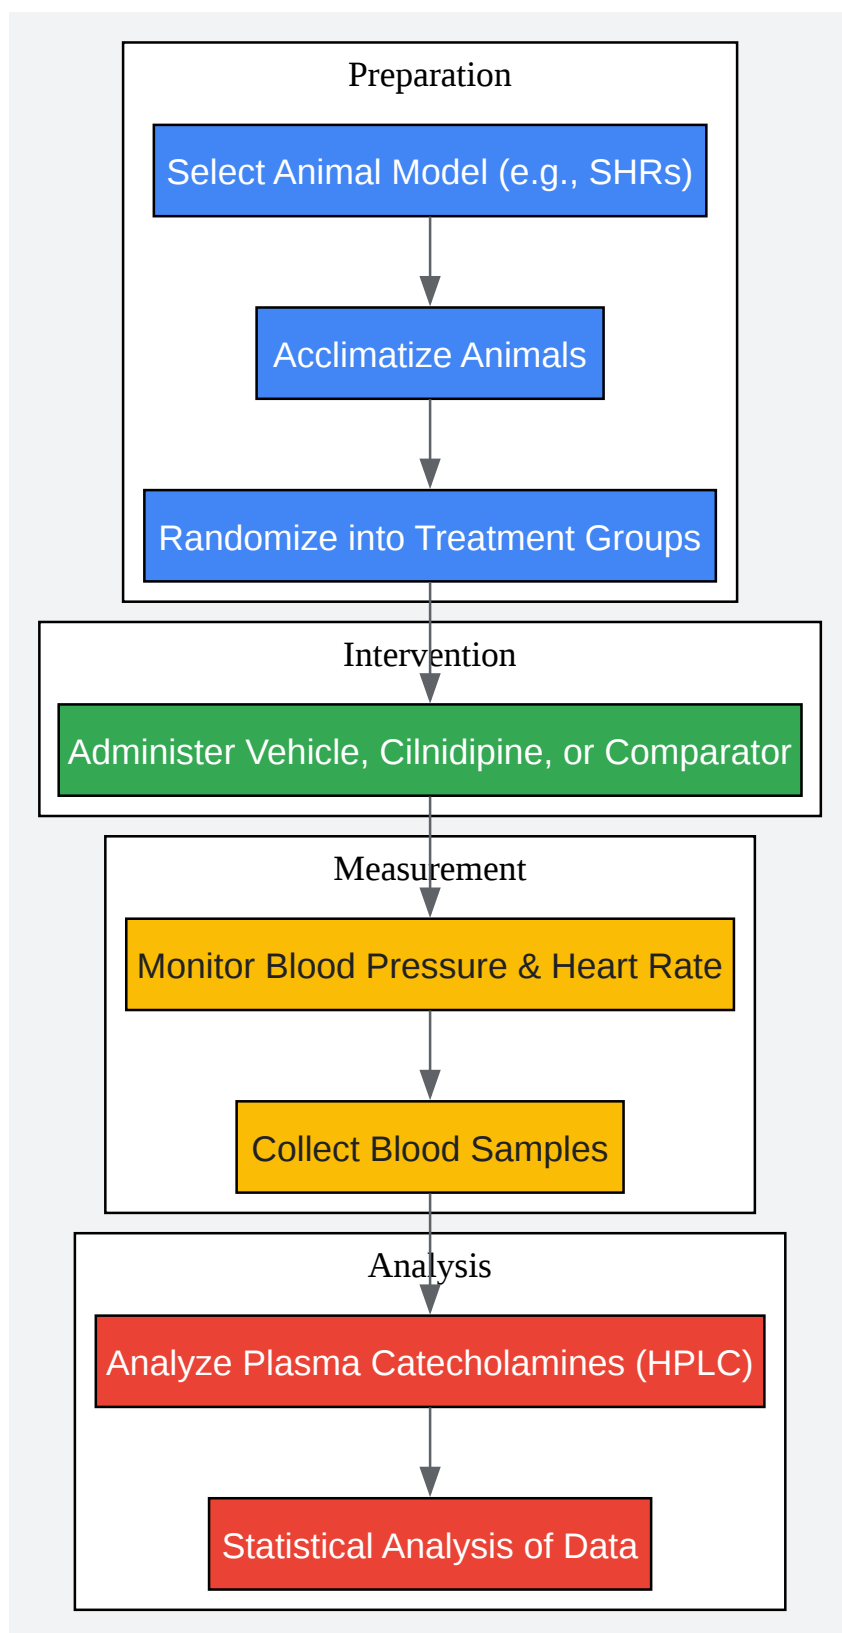 Preparation
Select Animal Model (e.g., SHRs)
Acclimatize Animals
Randomize into Treatment Groups
Intervention
Administer Vehicle, Cilnidipine, or Comparator
Measurement
Monitor Blood Pressure & Heart Rate
Collect Blood Samples
Analysis
Analyze Plasma Catecholamines (HPLC)
Statistical Analysis of Data